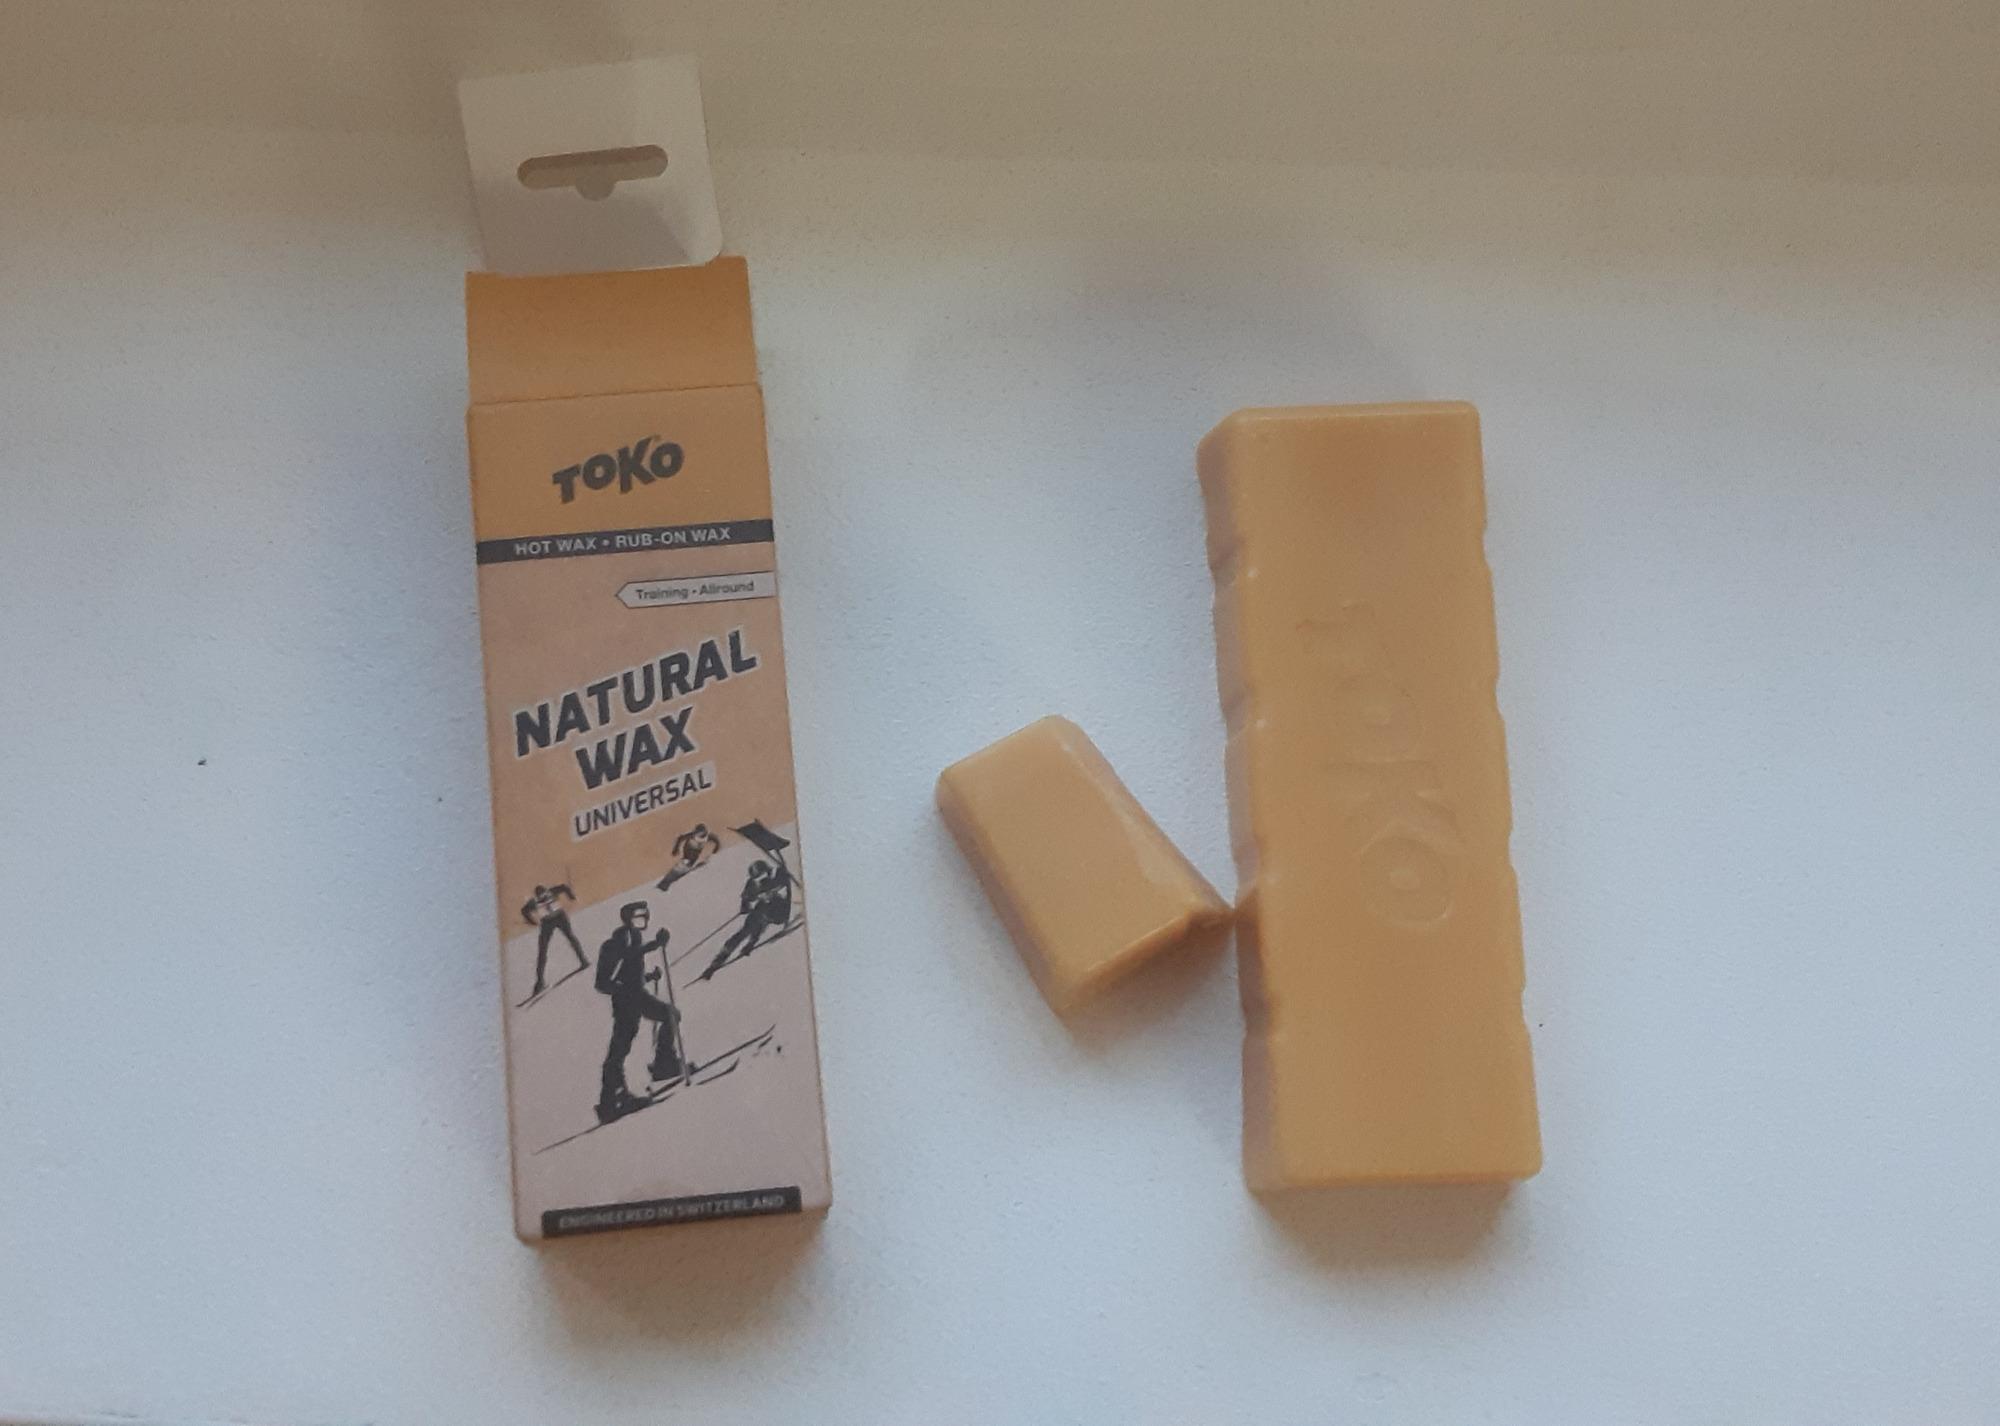 TOKO
HOT WAX • RUB-ON WAX
Training • Allround
NATURAL
WAX
UNIVERSAL
ENGINEERED IN SWITZERLAND
TOKO